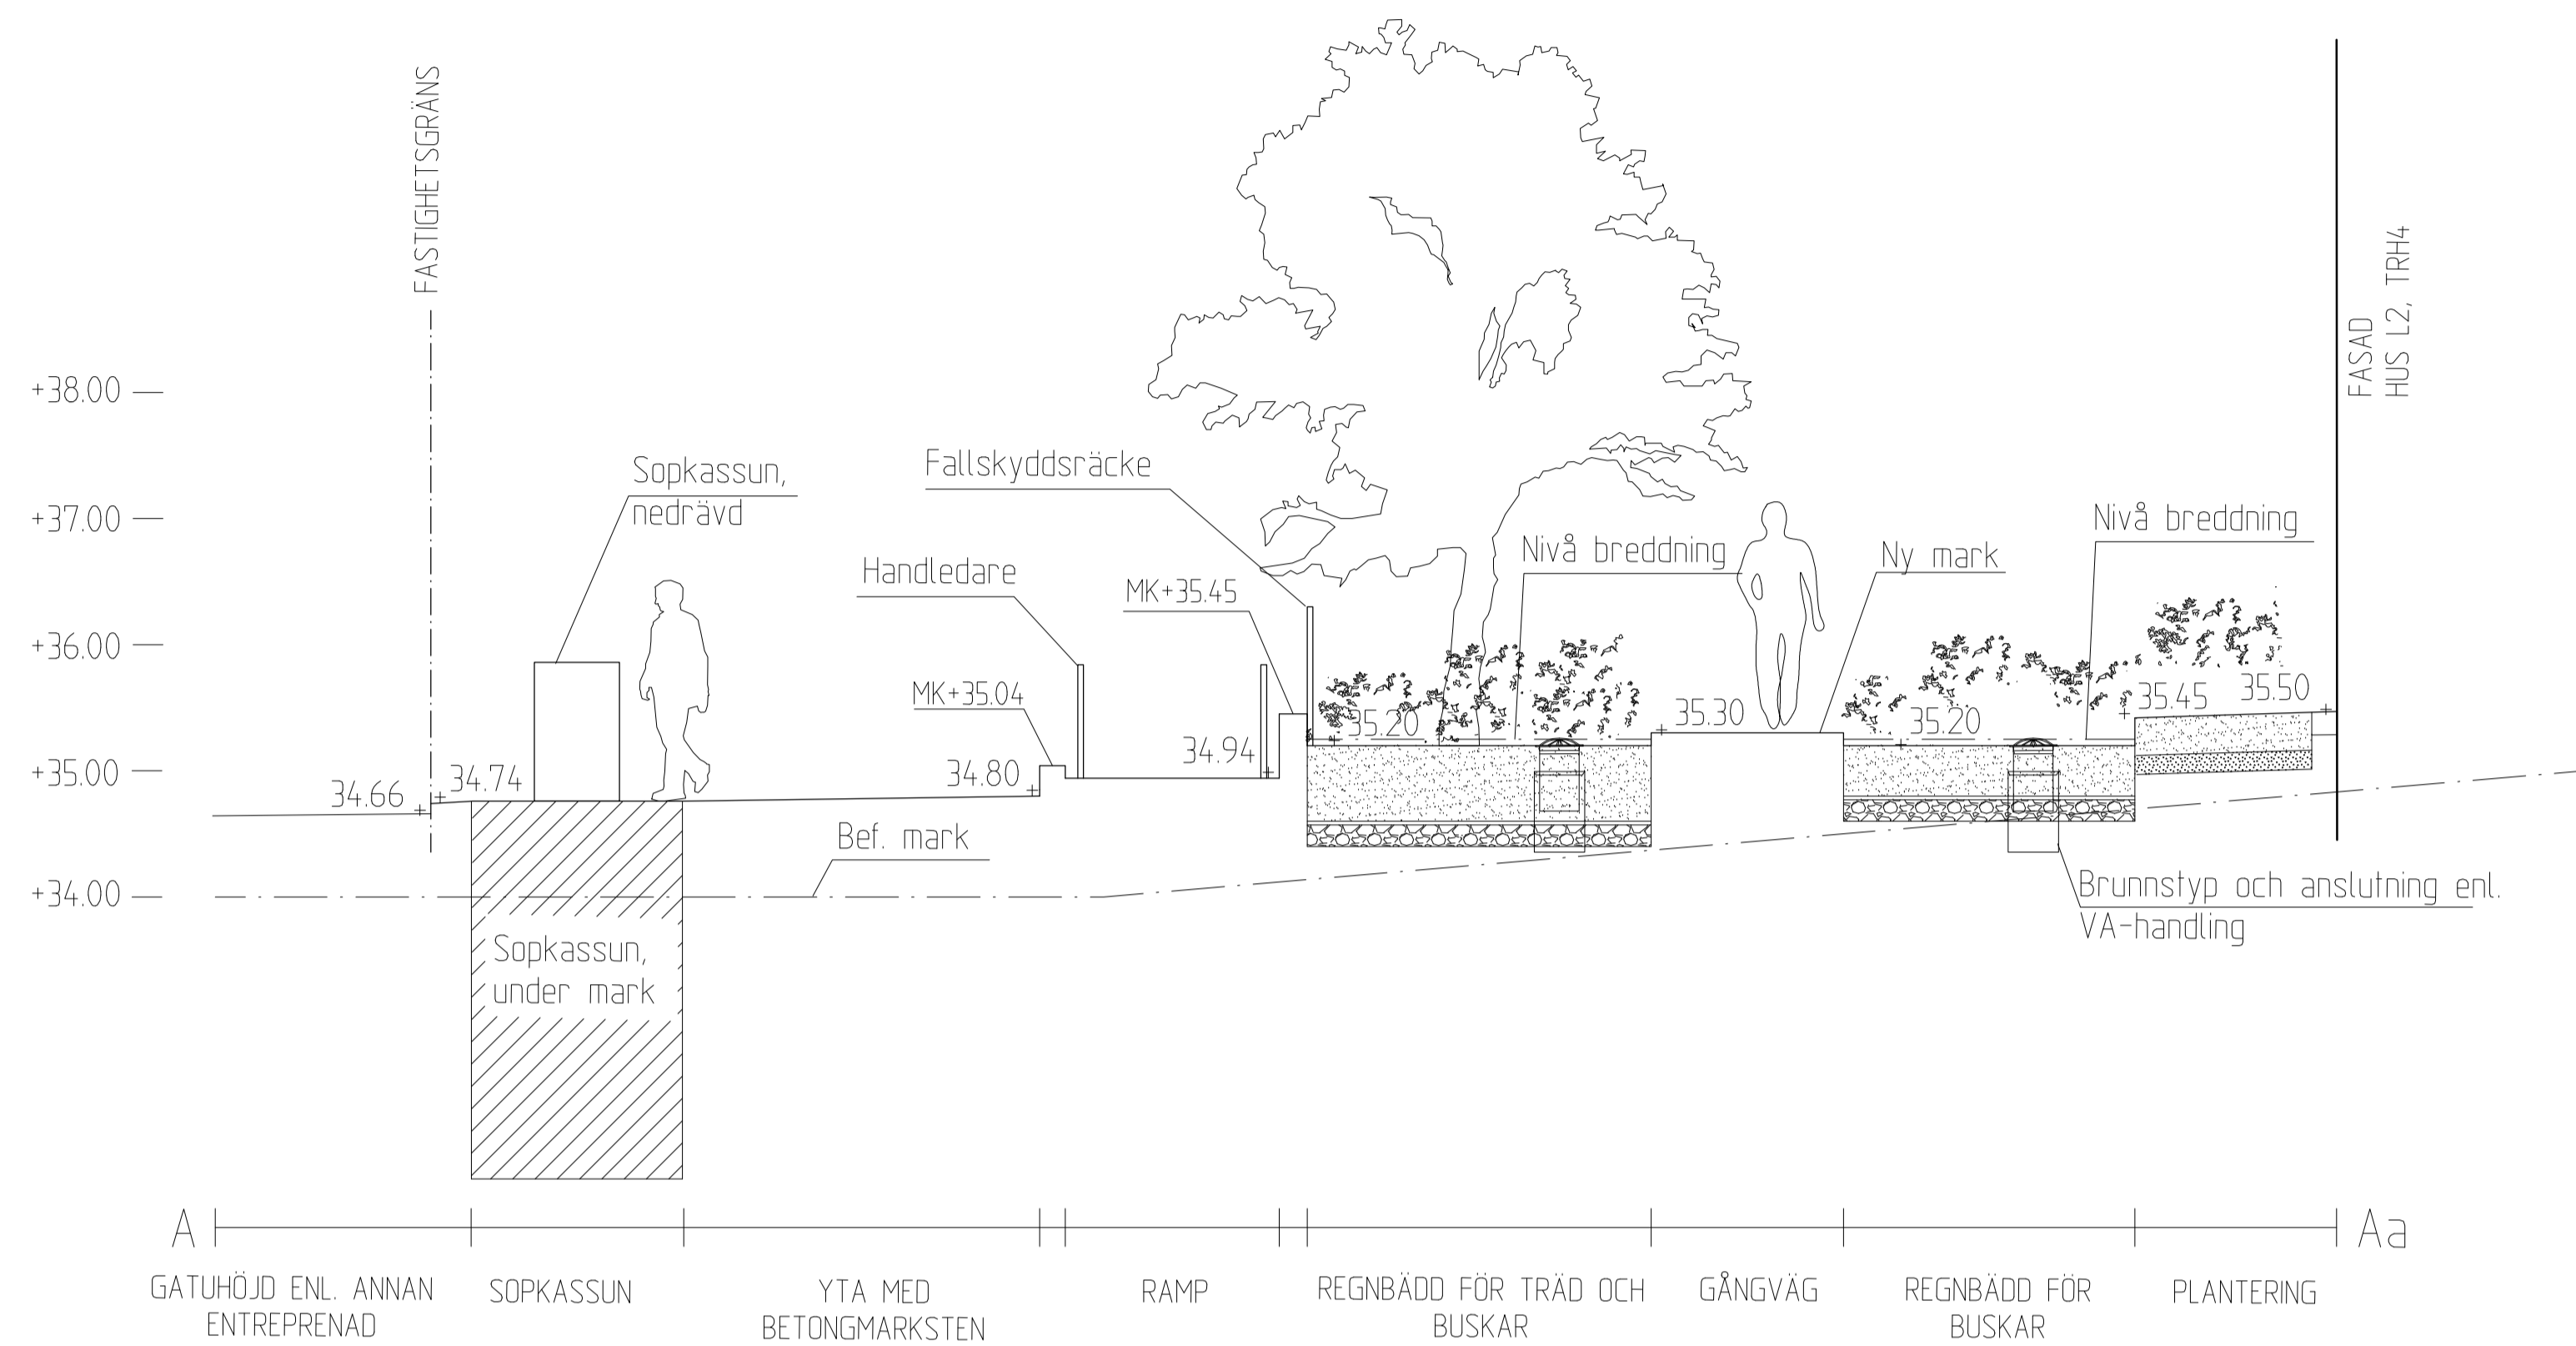 FASTIGHETSGRÄNS
FASAD
HUS L2, TRH4
+38.00
+37.00
+36.00
+35.00
+34.00
Sopkassun,
nedrävd
Fallskyddsräcke
Handledare
MK+35.45
MK+35.04
Nivå breddning
Ny mark
Nivå breddning
34.66
34.74
34.80
34.94
35.20
35.30
35.20
35.45
35.50
Bef. mark
Brunnstyp och anslutning enl.
VA-handling
Sopkassun,
under mark
A
Aa
GATUHÖJD ENL. ANNAN
ENTREPRENAD
SOPKASSUN
YTA MED
BETONGMARKSTEN
RAMP
REGNBÄDD FÖR TRÄD OCH
BUSKAR
GÅNGVÄG
REGNBÄDD FÖR
BUSKAR
PLANTERING